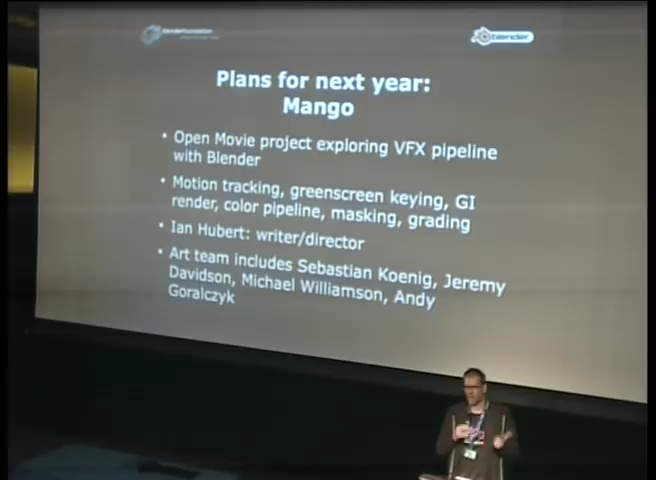 blenderfoundation
blender
Plans for next year:
Mango
• Open Movie project exploring VFX pipeline
with Blender
• Motion tracking, greenscreen keying, GI
render, color pipeline, masking, grading
• Ian Hubert: writer/director
• Art team includes Sebastian Koenig, Jeremy
Davidson, Michael Williamson, Andy
Goralczyk